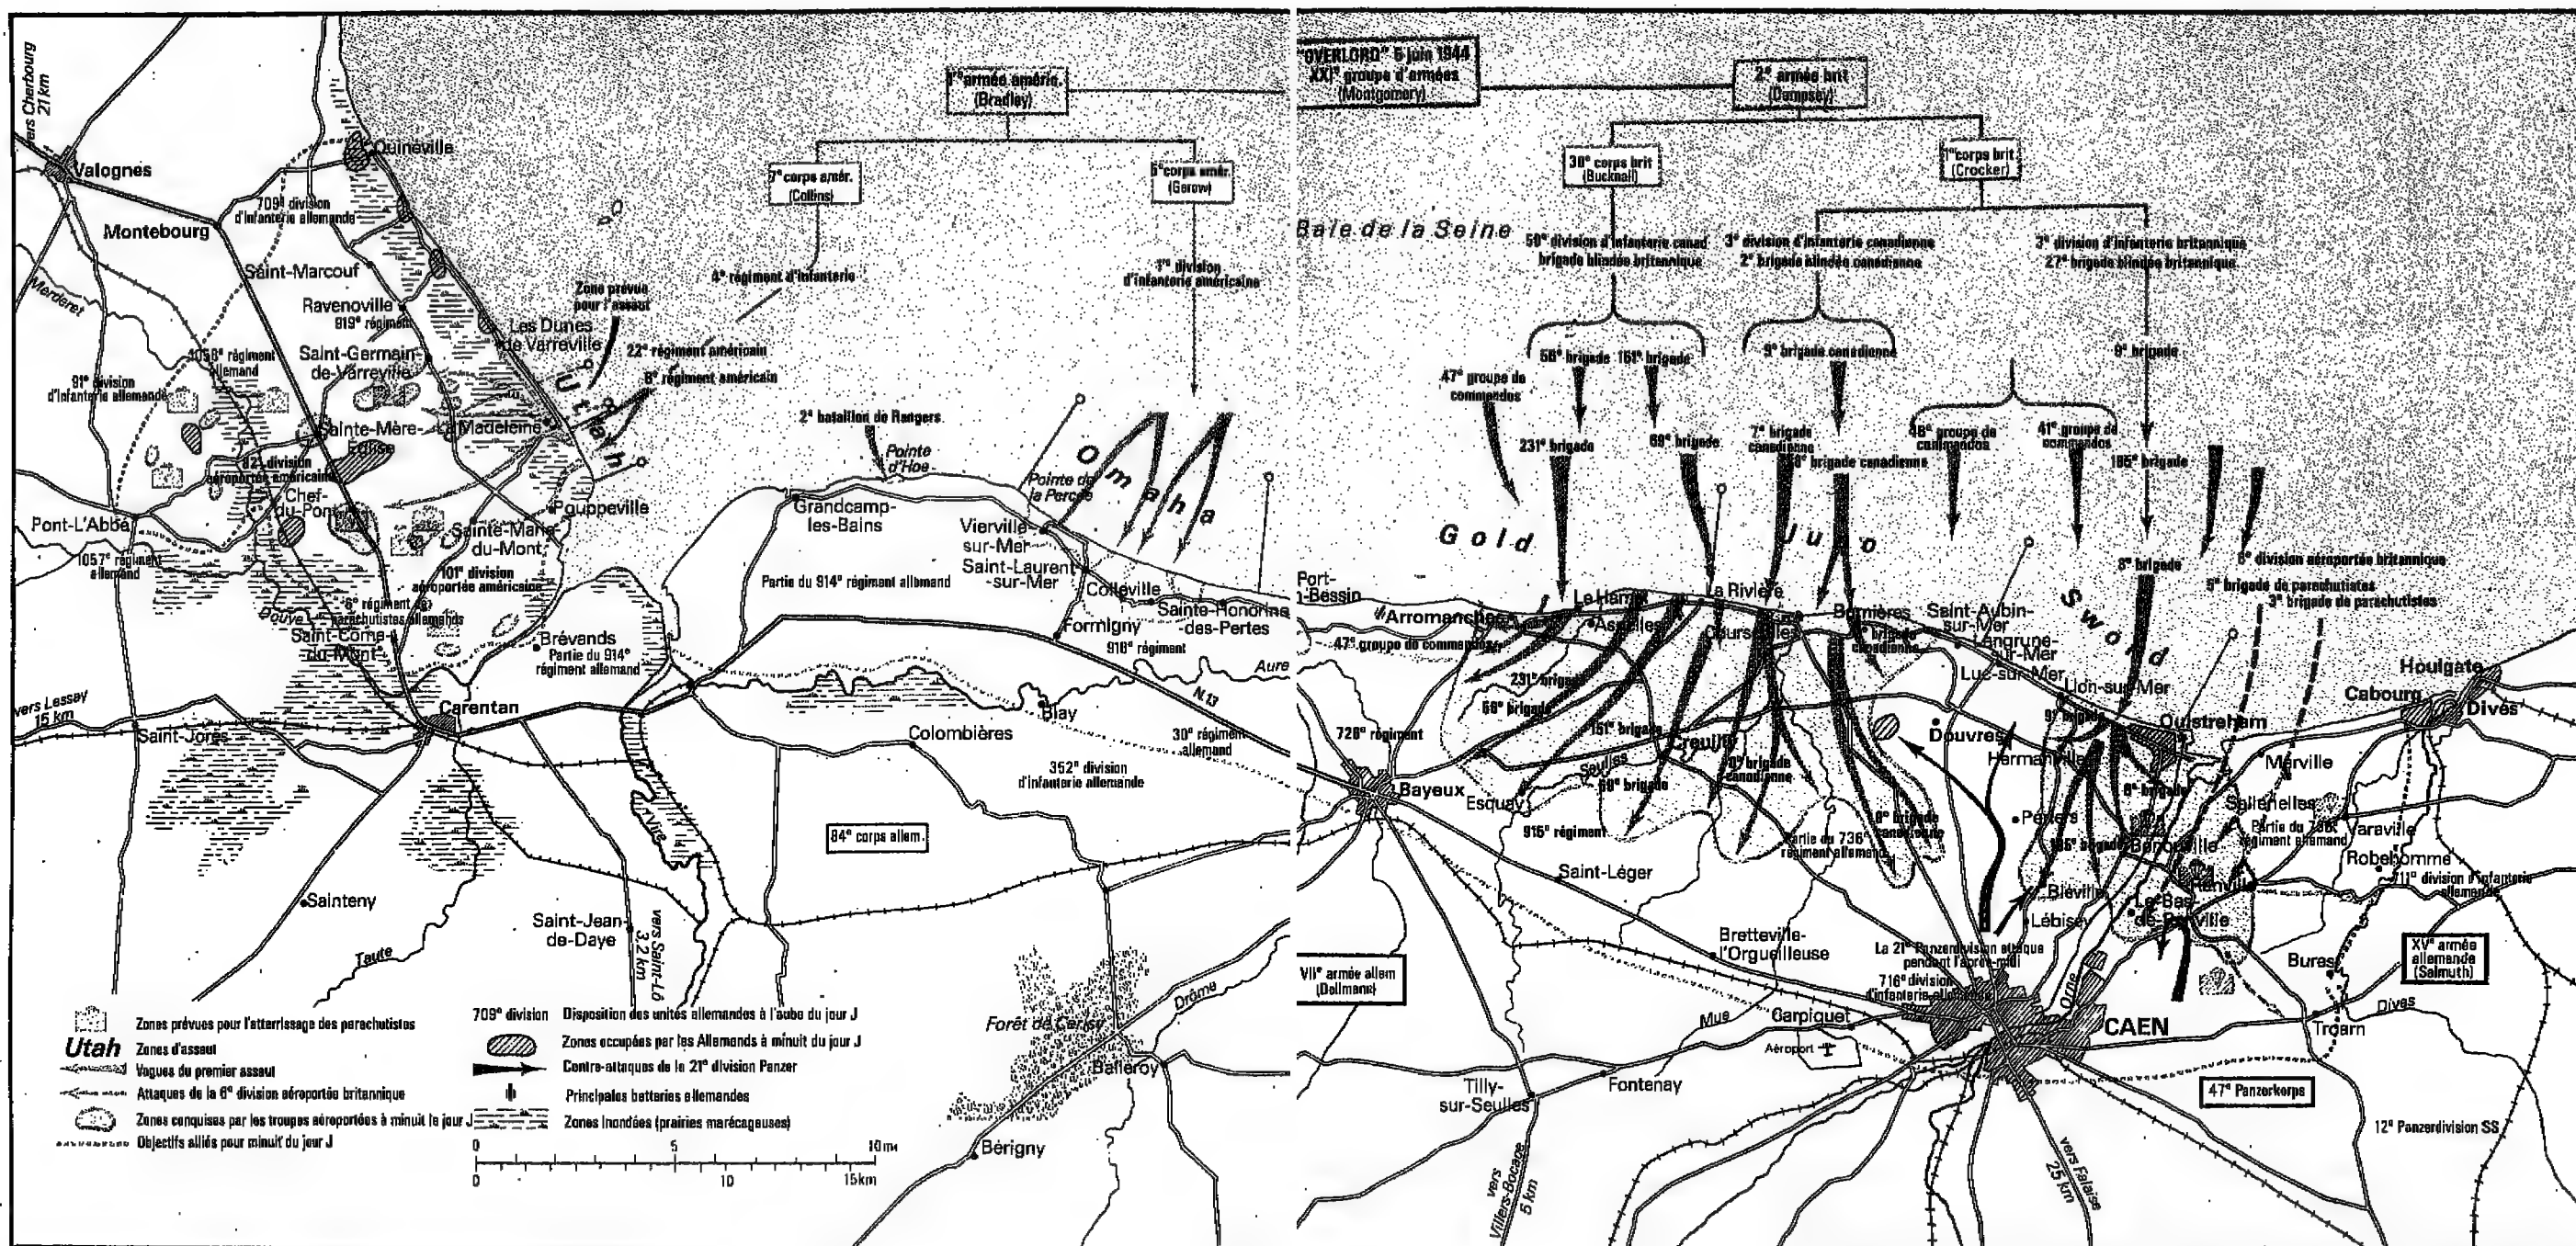 vers Cherbourg
21 km
Valognes
Quinéville
709e division
d'infanterie allemande
Montebourg
Saint-Marcouf
Merderet
Ravenoville
919e régiment
Les Dunes
de Varreville
Saint-Germain-
de-Varreville
1058e régiment
allemand
91e division
d'infanterie allemande
Sainte-Mère-
Église
La Madeleine
Utah
82e division
aéroportée américaine
Chef-
du-Pont
Pont-L'Abbé
Pouppeville
Sainte-Marie-
du-Mont
1057e régiment
allemand
101e division
aéroportée américaine
6e régiment de
parachutistes allemands
Douve
Saint-Come-
du-Mont
Brévands
Partie du 914e
régiment allemand
vers Lessay
15 km
Saint-Jores
Carentan
Sainteny
Taute
Saint-Jean-
de-Daye
vers Saint-Lô
3,2 km
Vire
1re armée améric.
(Bradley)
7e corps amér.
(Collins)
5e corps amér.
(Gerow)
4e régiment d'infanterie
1re division
d'infanterie américaine
Zone prévue
pour l'assaut
22e régiment américain
8e régiment américain
2e bataillon de Rangers
Pointe
d'Hoe
Pointe de
la Percée
Omaha
Grandcamp-
les-Bains
Vierville-
sur-Mer
Saint-Laurent
-sur-Mer
Colleville
Sainte-Honorine
-des-Pertes
Partie du 914e régiment allemand
Formigny
916e régiment
Aure
N.13
Blay
Colombières
30e régiment
allemand
352e division
d'infanterie allemande
84e corps allem.
Forêt de Cerisy
Drôme
Balleroy
Bérigny
"OVERLORD" 6 juin 1944
XXIe groupe d'armées
(Montgomery)
2e armée brit
(Dempsey)
30e corps brit
(Bucknall)
1er corps brit.
(Crocker)
Baie de la Seine
50e division d'infanterie canad
brigade blindée britannique
3e division d'infanterie canadienne
2e brigade blindée canadienne
3e division d'infanterie britannique
27e brigade blindée britannique
56e brigade
151e brigade
9e brigade canadienne
9e brigade
47e groupe de
commandos
231e brigade
69e brigade
7e brigade
canadienne
8e brigade canadienne
48e groupe de
commandos
41e groupe de
commandos
185e brigade
Gold
Juno
Sword
8e brigade
6e division aéroportée britannique
5e brigade de parachutistes
3e brigade de parachutistes
Port-
-Bessin
Arromanches
Le Hamel
Asnelles
La Rivière
Courseulles
Bernières
Saint-Aubin-
sur-Mer
Langrune-
sur-Mer
Luc-sur-Mer
Lion-sur-Mer
Ouistreham
Cabourg
Houlgate
Dives
47e groupe de commandos
231e brigade
56e brigade
151e brigade
69e brigade
9e brigade
canadienne
8e brigade
canadienne
9e brigade
8e brigade
185e brigade
726e régiment
Bayeux
Esquay
Seulles
Creully
Douvres
Hermanville
Merville
Sallenelles
Périers
Bénouville
Ranville
Le-Bas-
de-Ranville
Varaville
Robehomme
Partie du 736e
régiment allemand
711e division d'infanterie
allemande
915e régiment
Partie du 736e
régiment allemand
Saint-Léger
Biéville
Lébisey
Bretteville-
l'Orgueilleuse
La 21e Panzerdivision attaque
pendant l'après-midi
716e division
d'infanterie allemande
VIIe armée allem
(Dollmann)
XVe armée
allemande
(Salmuth)
Bures
Troarn
Dives
Orne
CAEN
Mue
Carpiquet
Aéroport
Tilly-
sur-Seulles
Fontenay
47e Panzerkorps
12e Panzerdivision SS
vers
Villers-Bocage
5 km
vers Falaise
25 km
Zones prévues pour l'atterrissage des parachutistes
Utah Zones d'assaut
Vagues du premier assaut
Attaques de la 6e division aéroportée britannique
Zones conquises par les troupes aéroportées à minuit le jour J
Objectifs alliés pour minuit du jour J
709e division Disposition des unités allemandes à l'aube du jour J
Zones occupées par les Allemands à minuit du jour J
Contre-attaques de la 21e division Panzer
Principales batteries allemandes
Zones inondées (prairies marécageuses)
0 5 10 mi
0 10 15km